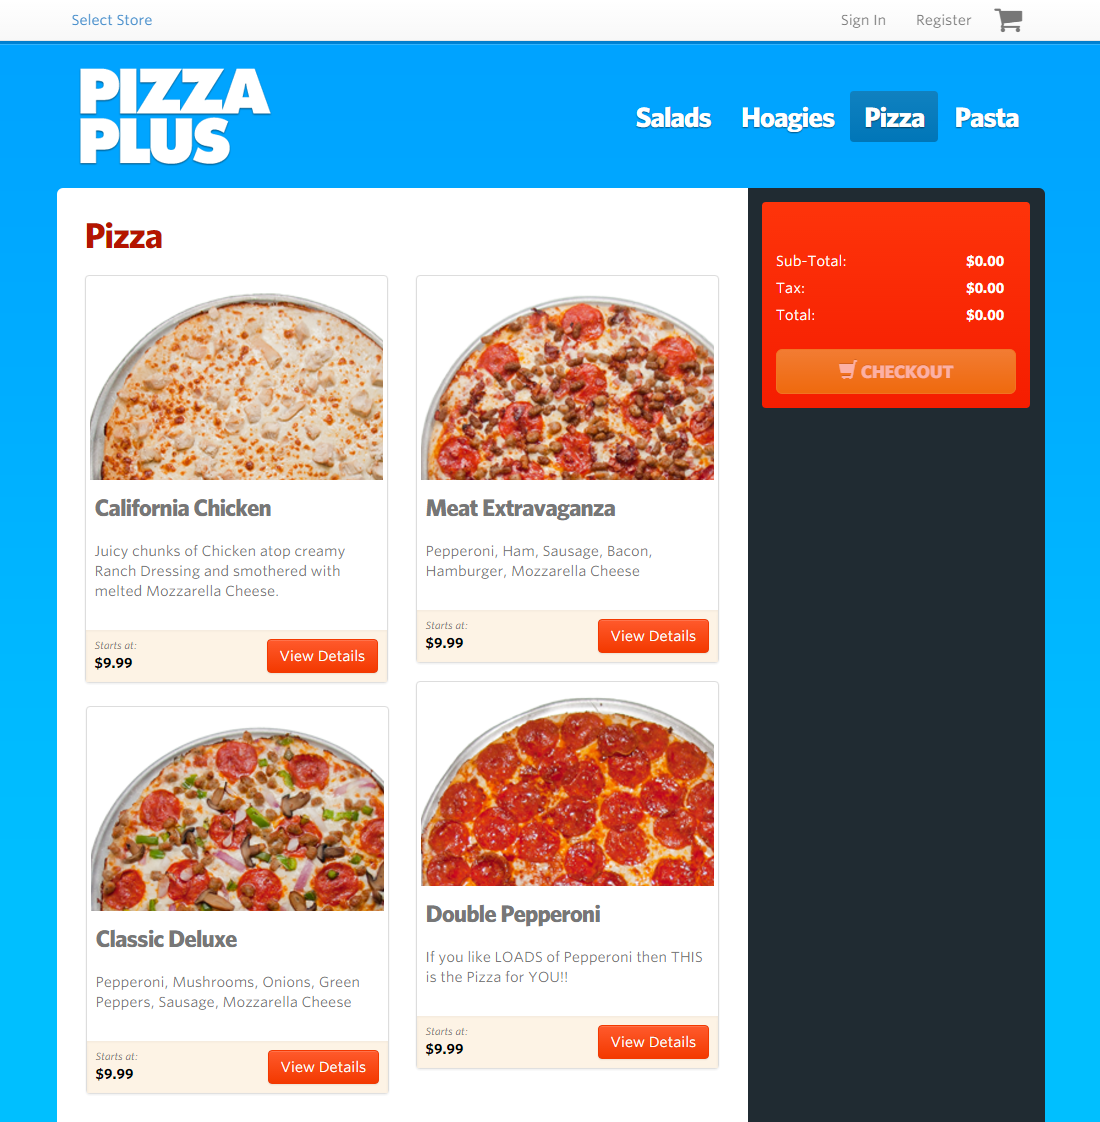 Select Store
Sign In
Register
PIZZA
PLUS
Salads
Hoagies
Pizza
Pasta
Pizza
California Chicken
Juicy chunks of Chicken atop creamy
Ranch Dressing and smothered with
melted Mozzarella Cheese.
Starts at:
$9.99
View Details
Meat Extravaganza
Pepperoni, Ham, Sausage, Bacon,
Hamburger, Mozzarella Cheese
Starts at:
$9.99
View Details
Classic Deluxe
Pepperoni, Mushrooms, Onions, Green
Peppers, Sausage, Mozzarella Cheese
Starts at:
$9.99
View Details
Double Pepperoni
If you like LOADS of Pepperoni then THIS
is the Pizza for YOU!!
Starts at:
$9.99
View Details
Sub-Total: $0.00
Tax: $0.00
Total: $0.00
CHECKOUT